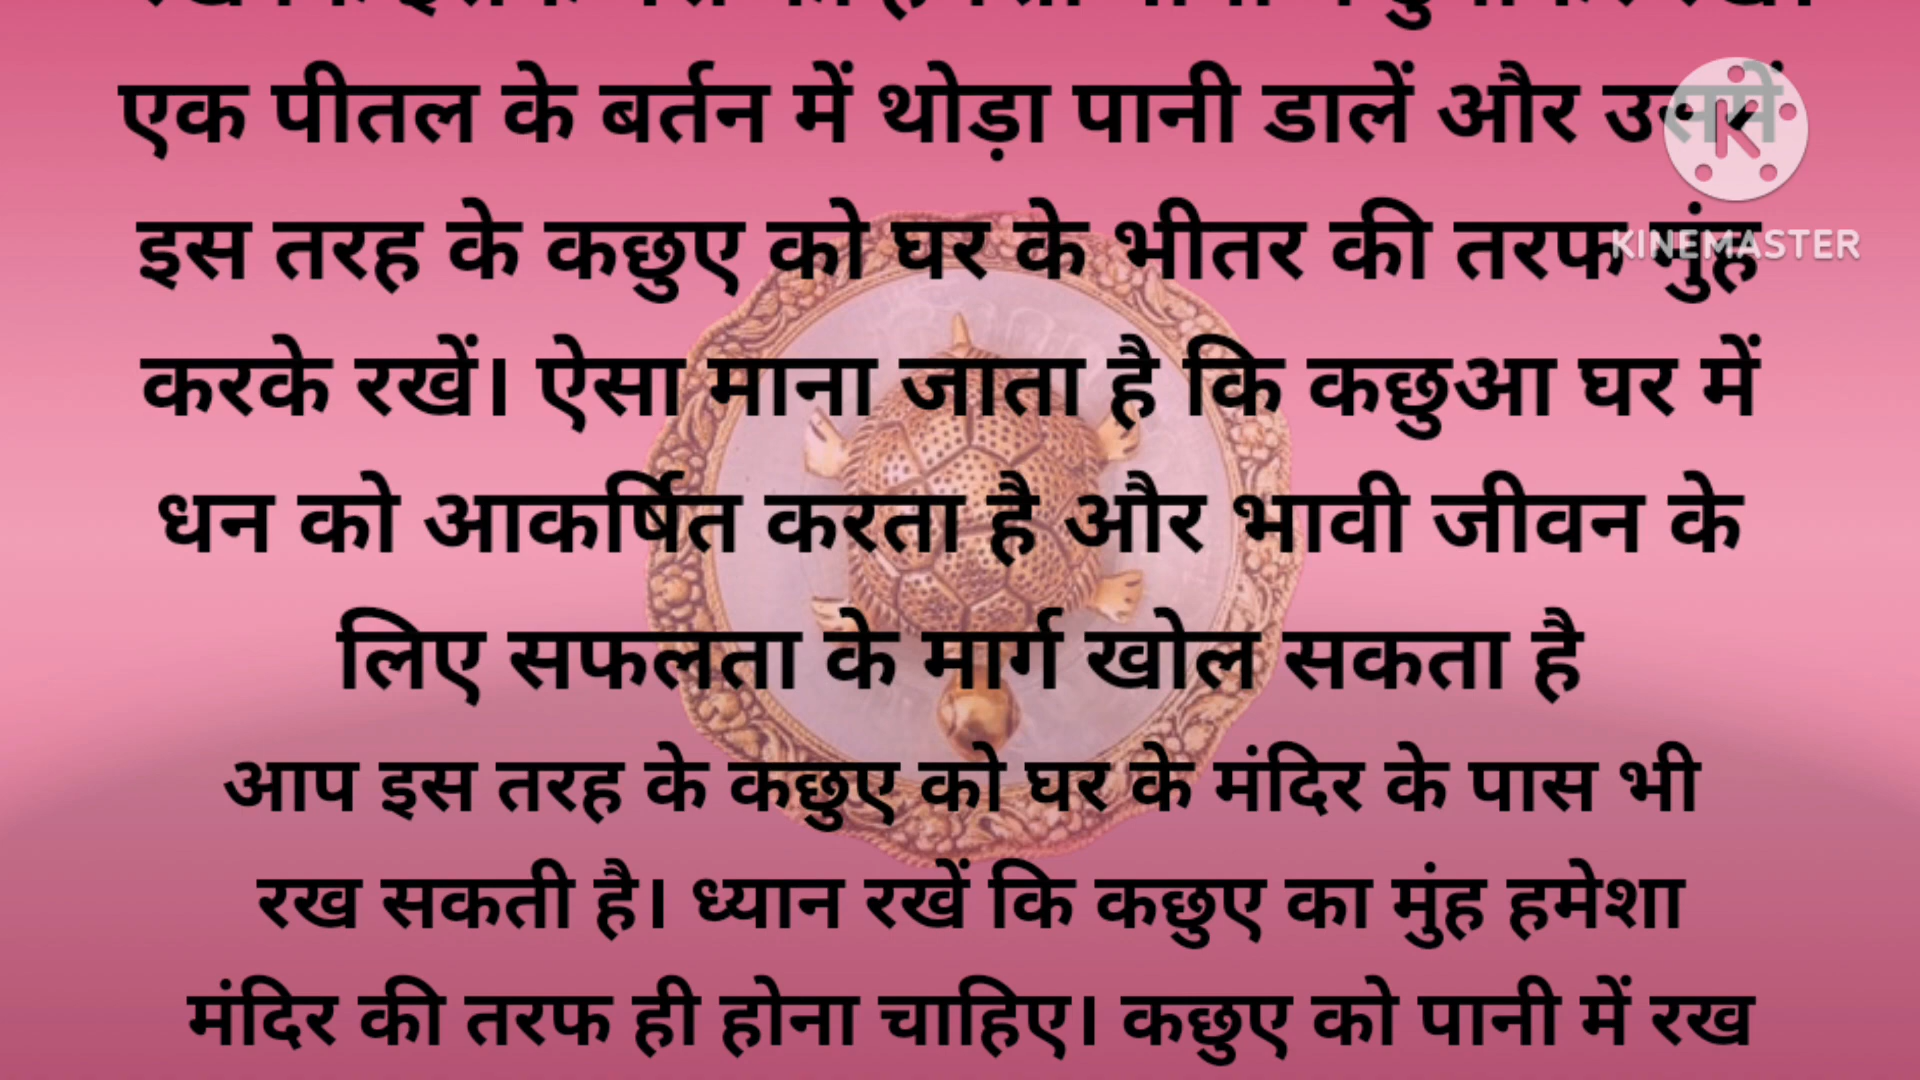 एक पीतल के बर्तन में थोड़ा पानी डालें और उसमें
इस तरह के कछुए को घर के भीतर की तरफ मुंह
KINEMASTER
करके रखें। ऐसा माना जाता है कि कछुआ घर में
धन को आकर्षित करता है और भावी जीवन के
लिए सफलता के मार्ग खोल सकता है
आप इस तरह के कछुए को घर के मंदिर के पास भी
रख सकती है। ध्यान रखें कि कछुए का मुंह हमेशा
मंदिर की तरफ ही होना चाहिए। कछुए को पानी में रख